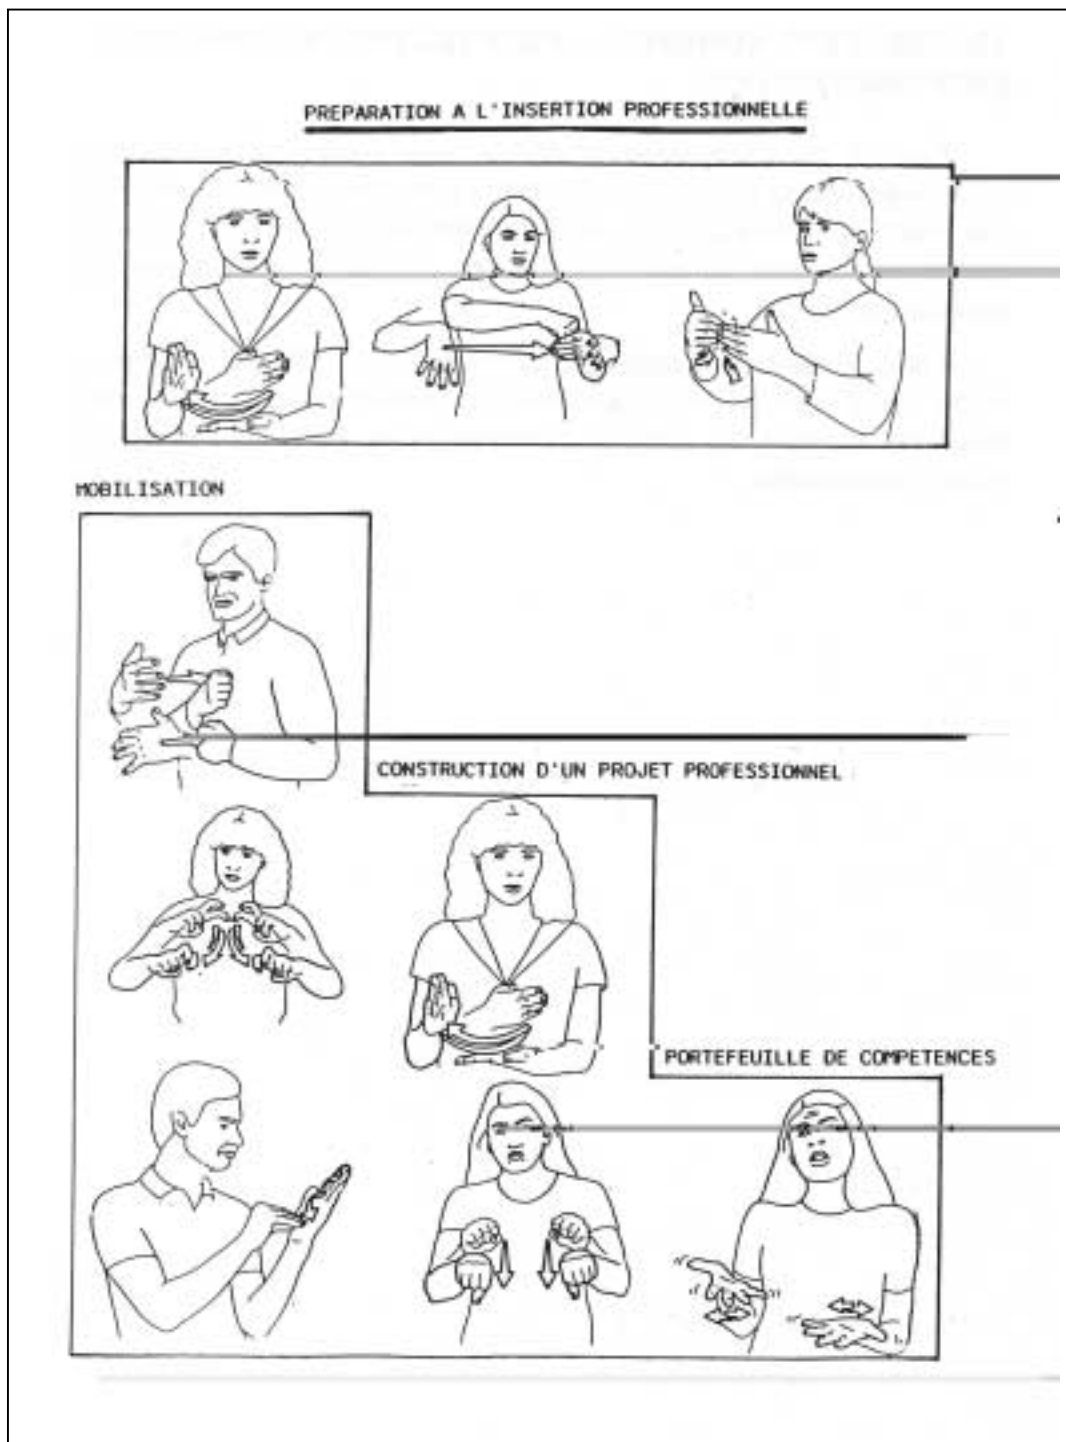 PREPARATION A L'INSERTION PROFESSIONNELLE
MOBILISATION
CONSTRUCTION D'UN PROJET PROFESSIONNEL
PORTEFEUILLE DE COMPETENCES